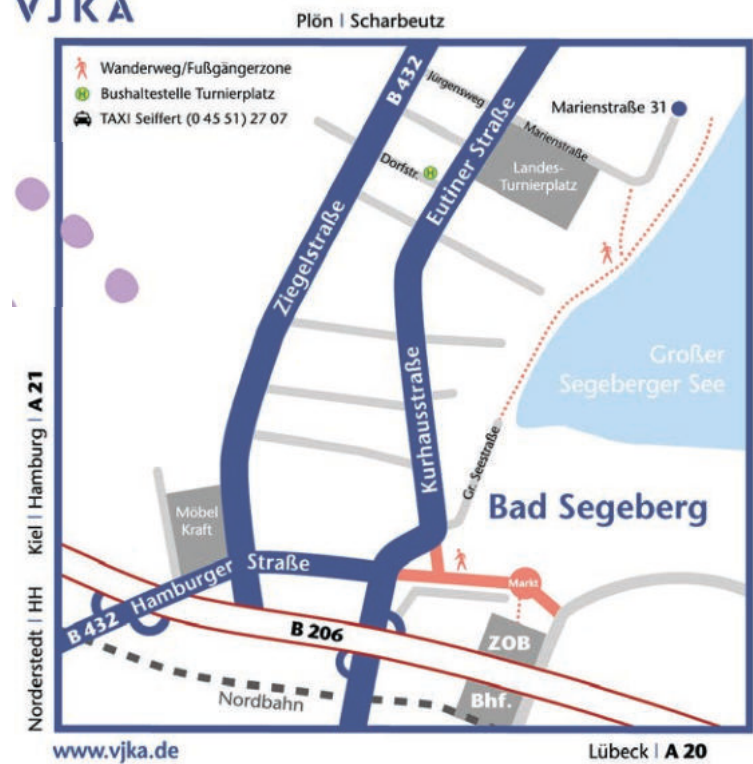 VJKA
Plön | Scharbeutz
Wanderweg/Fußgängerzone
Bushaltestelle Turnierplatz
TAXI Seiffert (0 45 51) 27 07
B 432
Jürgensweg
Eutiner Straße
Marienstraße
Marienstraße 31
Dorfstr.
H
Landes-
Turnierplatz
Ziegelstraße
Großer
Segeberger See
Kurhausstraße
Gr. Seestraße
Kiel | Hamburg | A 21
Norderstedt | HH
Möbel
Kraft
Bad Segeberg
B 432
Hamburger Straße
Markt
B 206
ZOB
Bhf.
Nordbahn
www.vjka.de
Lübeck | A 20